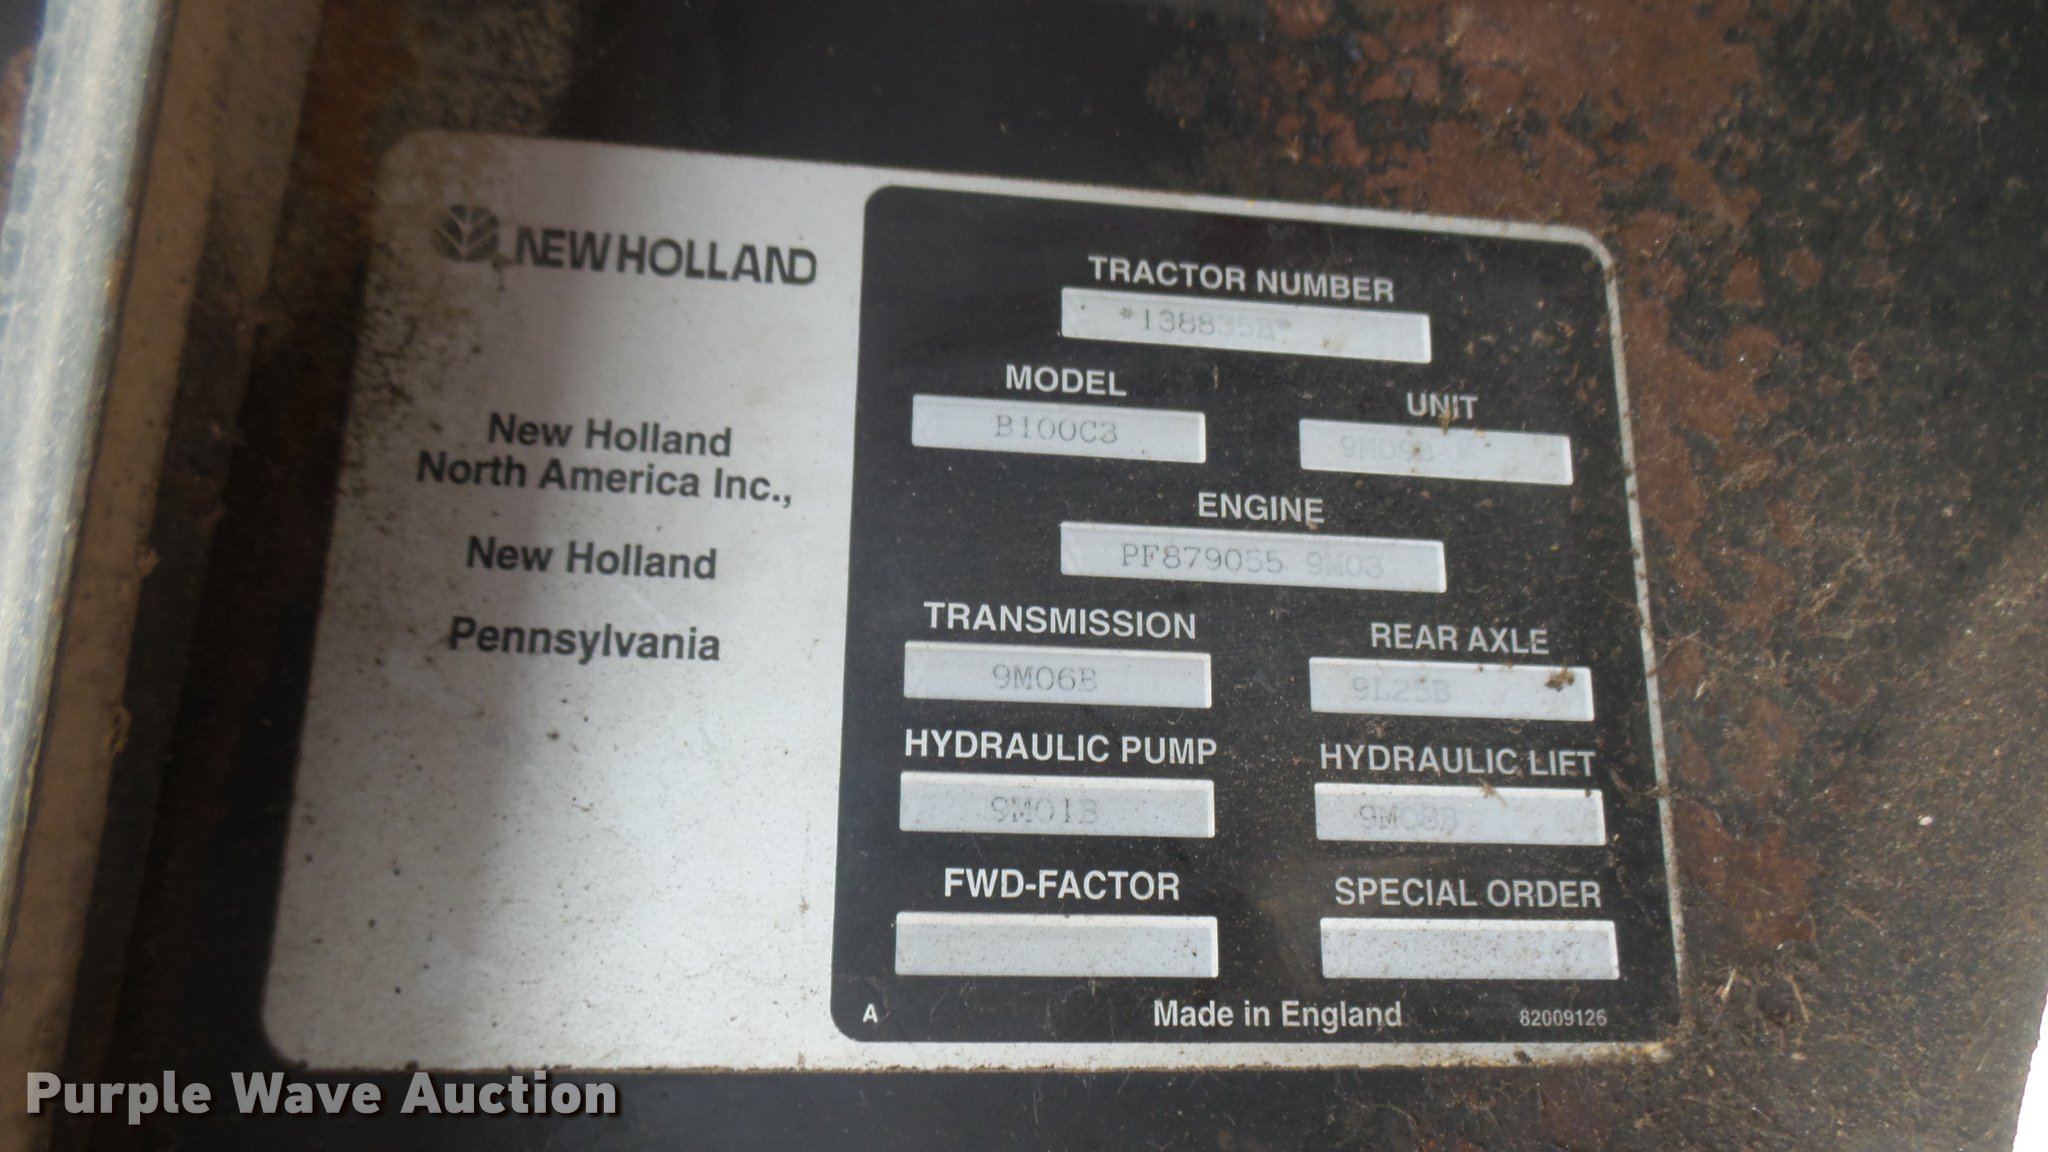 NEW HOLLAND
New Holland
North America Inc.,
New Holland
Pennsylvania
TRACTOR NUMBER
*138835B*
MODEL
B100C3
UNIT
9M09B
ENGINE
PF879055 9M03
TRANSMISSION
9M06B
REAR AXLE
9L25B
HYDRAULIC PUMP
9M01B
HYDRAULIC LIFT
FWD-FACTOR
SPECIAL ORDER
A
Made in England
82009126
Purple Wave Auction